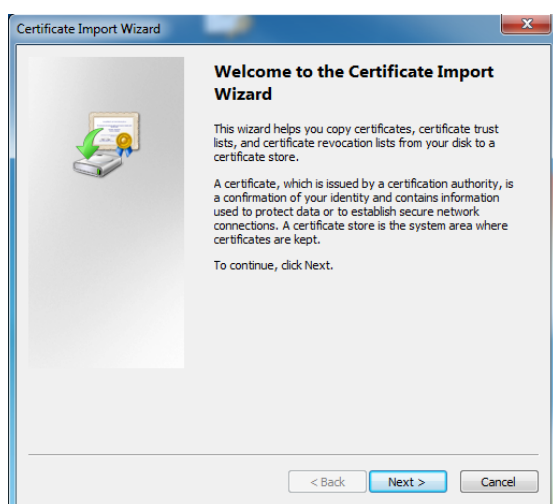 Certificate Import Wizard
Welcome to the Certificate Import
Wizard
This wizard helps you copy certificates, certificate trust
lists, and certificate revocation lists from your disk to a
certificate store.
A certificate, which is issued by a certification authority, is
a confirmation of your identity and contains information
used to protect data or to establish secure network
connections. A certificate store is the system area where
certificates are kept.
To continue, click Next.
< Back Next > Cancel